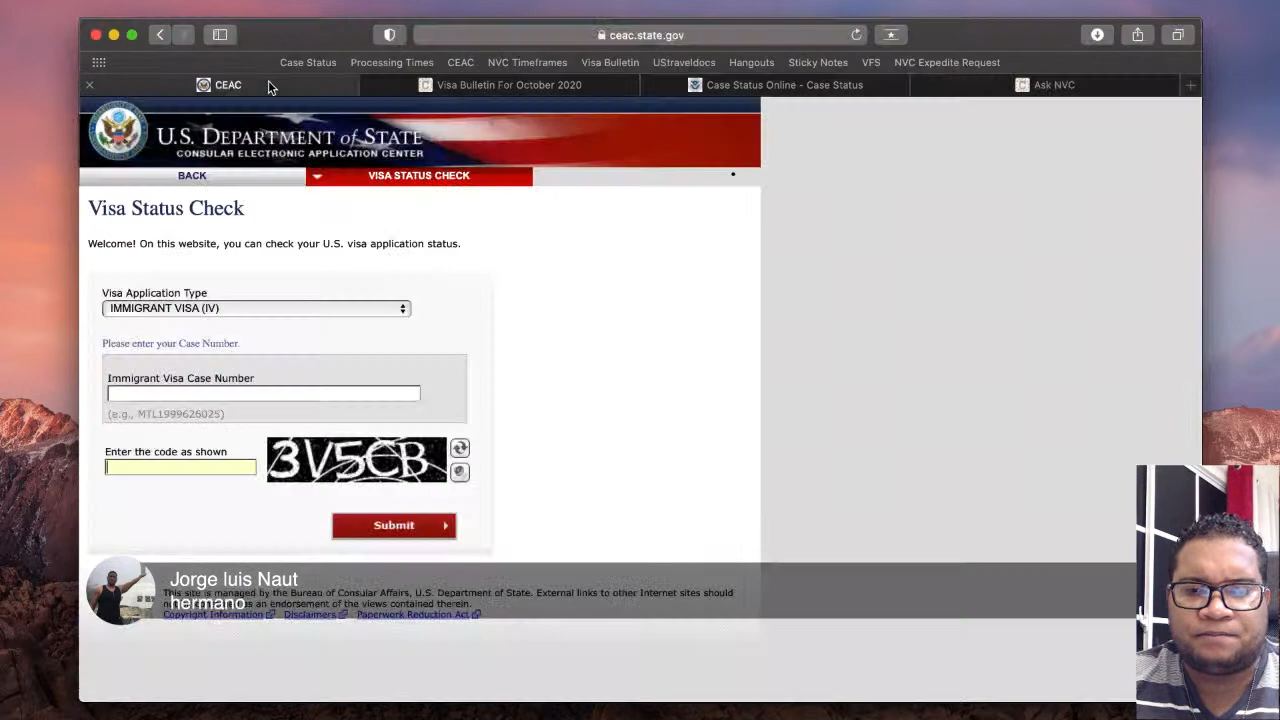 ceac.state.gov
Case Status Processing Times CEAC NVC Timeframes Visa Bulletin UStraveldocs Hangouts Sticky Notes VFS NVC Expedite Request
CEAC Visa Bulletin For October 2020 Case Status Online - Case Status Ask NVC
U.S. DEPARTMENT of STATE
CONSULAR ELECTRONIC APPLICATION CENTER
BACK VISA STATUS CHECK
Visa Status Check
Welcome! On this website, you can check your U.S. visa application status.
Visa Application Type
IMMIGRANT VISA (IV)
Please enter your Case Number.
Immigrant Visa Case Number
(e.g., MTL1999626025)
Enter the code as shown
3V5CB
Submit
Jorge luis Naut
hermano
This site is managed by the Bureau of Consular Affairs, U.S. Department of State. External links to other Internet sites should
as an endorsement of the views contained therein.
Copyright Information Disclaimers Paperwork Reduction Act